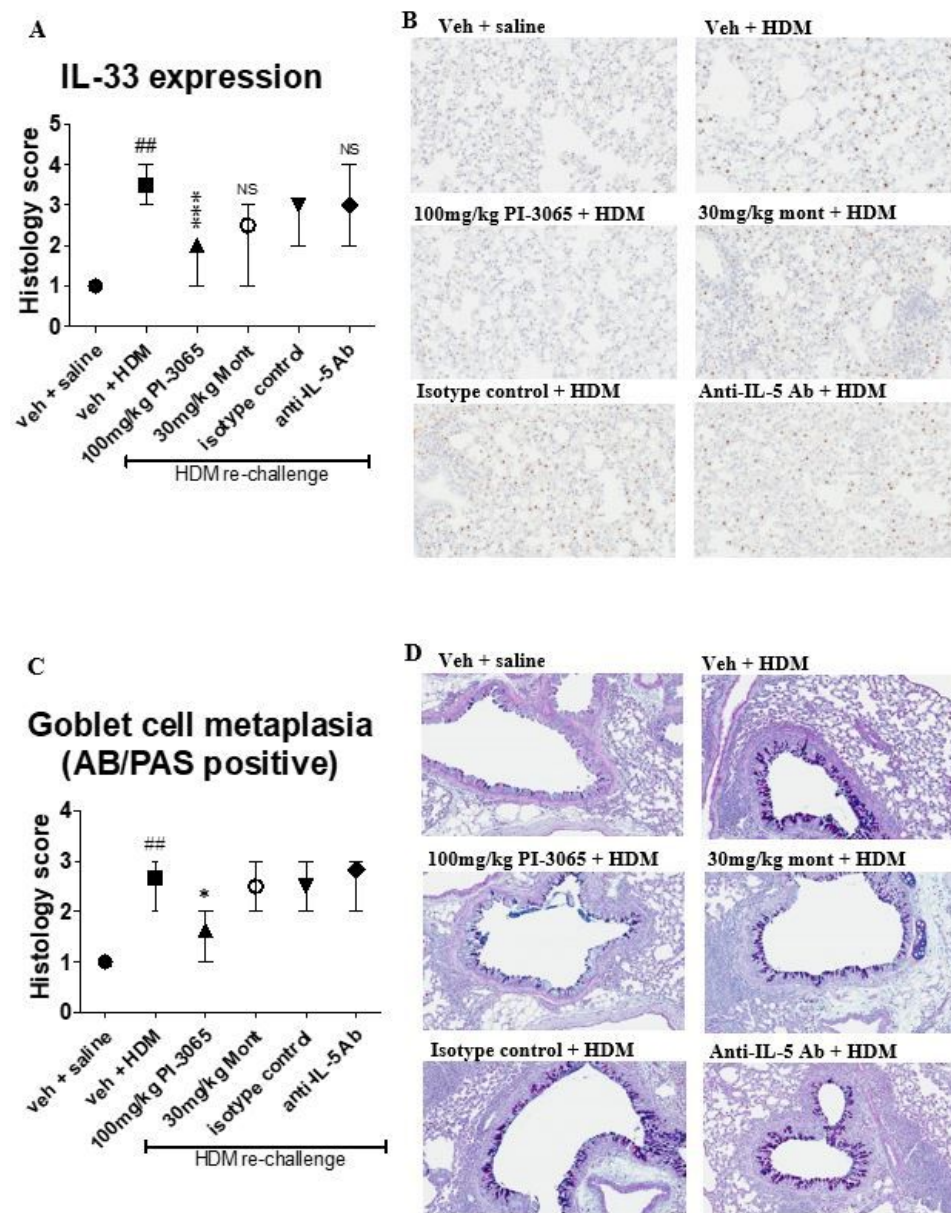 A
IL-33 expression
Histology score
5
4
3
2
1
0
##
***
NS
NS
veh + saline
veh + HDM
100mg/kg PI-3065
30mg/kg Mont
isotype control
anti-IL-5 Ab
HDM re-challenge
B
Veh + saline
Veh + HDM
100mg/kg PI-3065 + HDM
30mg/kg mont + HDM
Isotype control + HDM
Anti-IL-5 Ab + HDM
C
Goblet cell metaplasia
(AB/PAS positive)
Histology score
4
3
2
1
0
##
*
veh + saline
veh + HDM
100mg/kg PI-3065
30mg/kg Mont
isotype control
anti-IL-5 Ab
HDM re-challenge
D
Veh + saline
Veh + HDM
100mg/kg PI-3065 + HDM
30mg/kg mont + HDM
Isotype control + HDM
Anti-IL-5 Ab + HDM